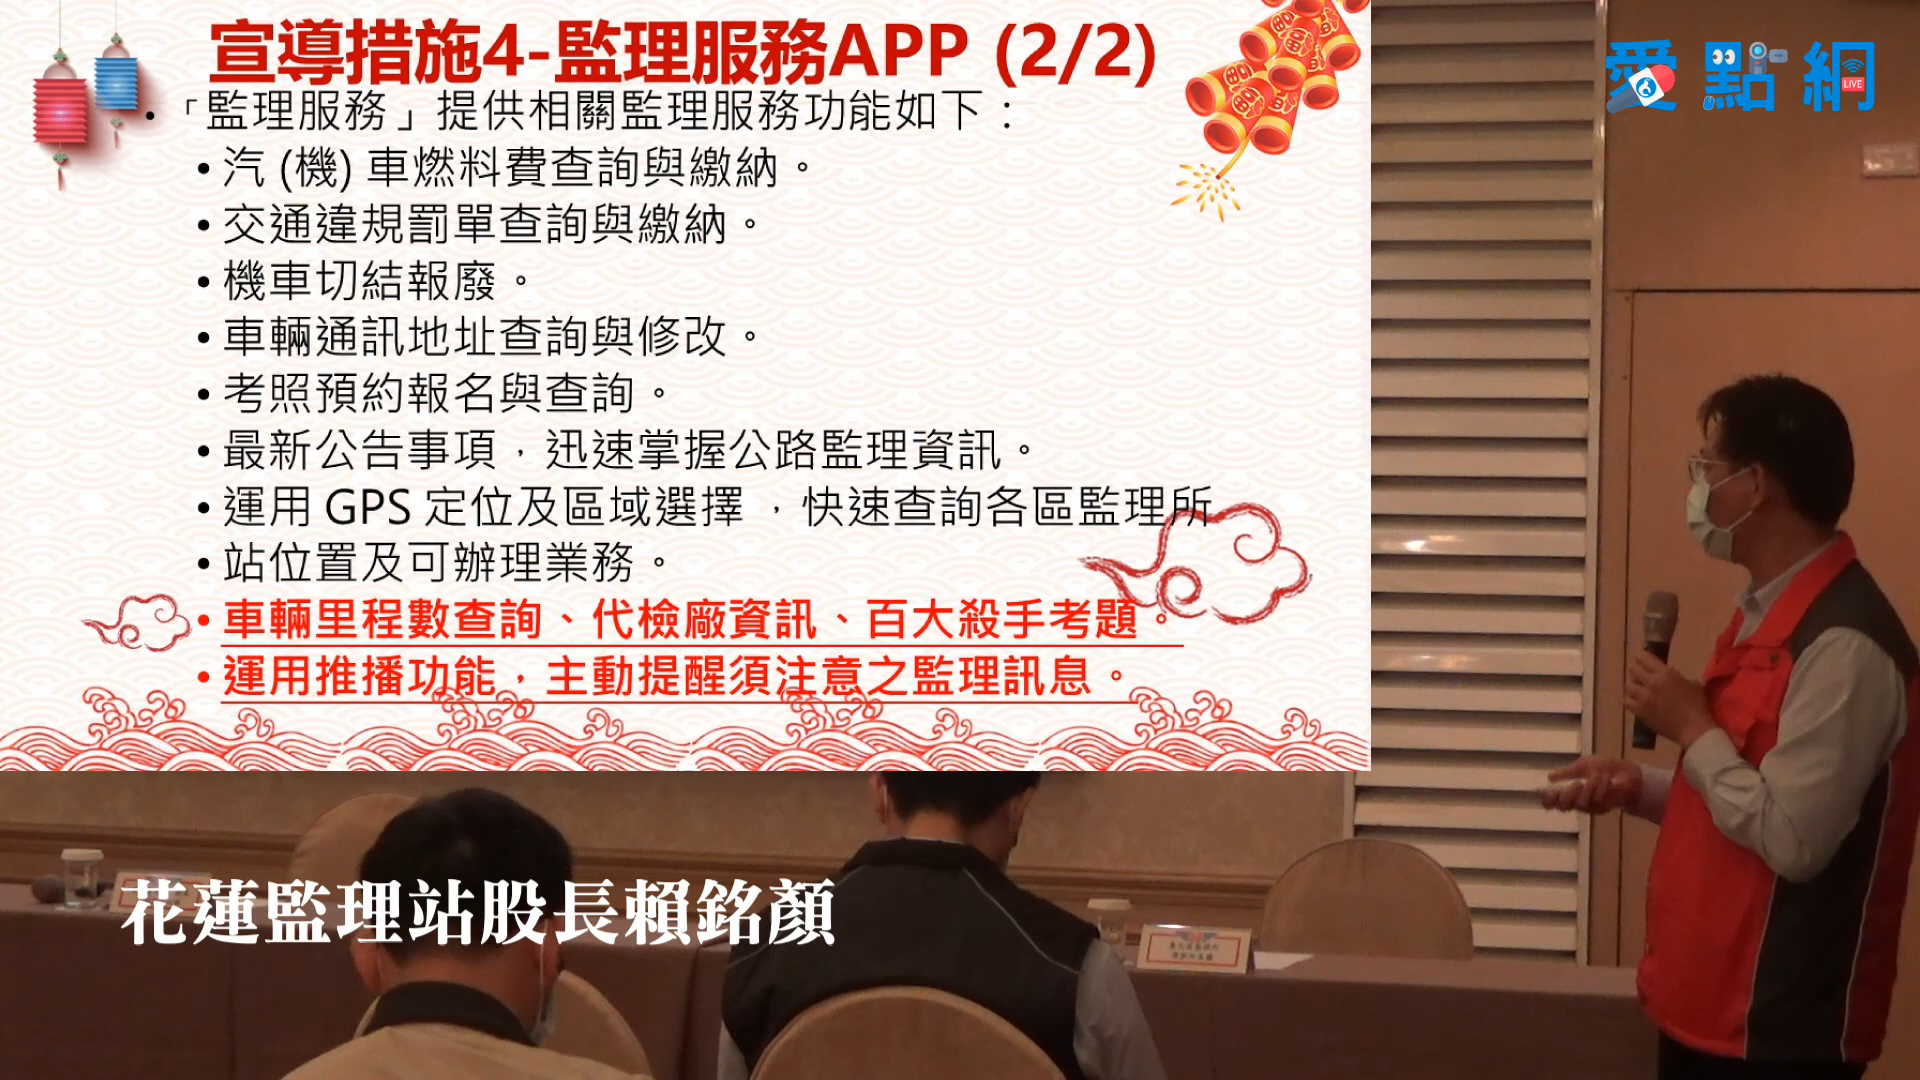 宣導措施4-監理服務APP (2/2)
愛點網
LIVE
•「監理服務」提供相關監理服務功能如下：
• 汽 (機) 車燃料費查詢與繳納。
• 交通違規罰單查詢與繳納。
• 機車切結報廢。
• 車輛通訊地址查詢與修改。
• 考照預約報名與查詢。
• 最新公告事項，迅速掌握公路監理資訊。
• 運用 GPS 定位及區域選擇 ，快速查詢各區監理所
• 站位置及可辦理業務。
• 車輛里程數查詢、代檢廠資訊、百大殺手考題。
• 運用推播功能，主動提醒須注意之監理訊息。
花蓮監理站股長賴銘顏